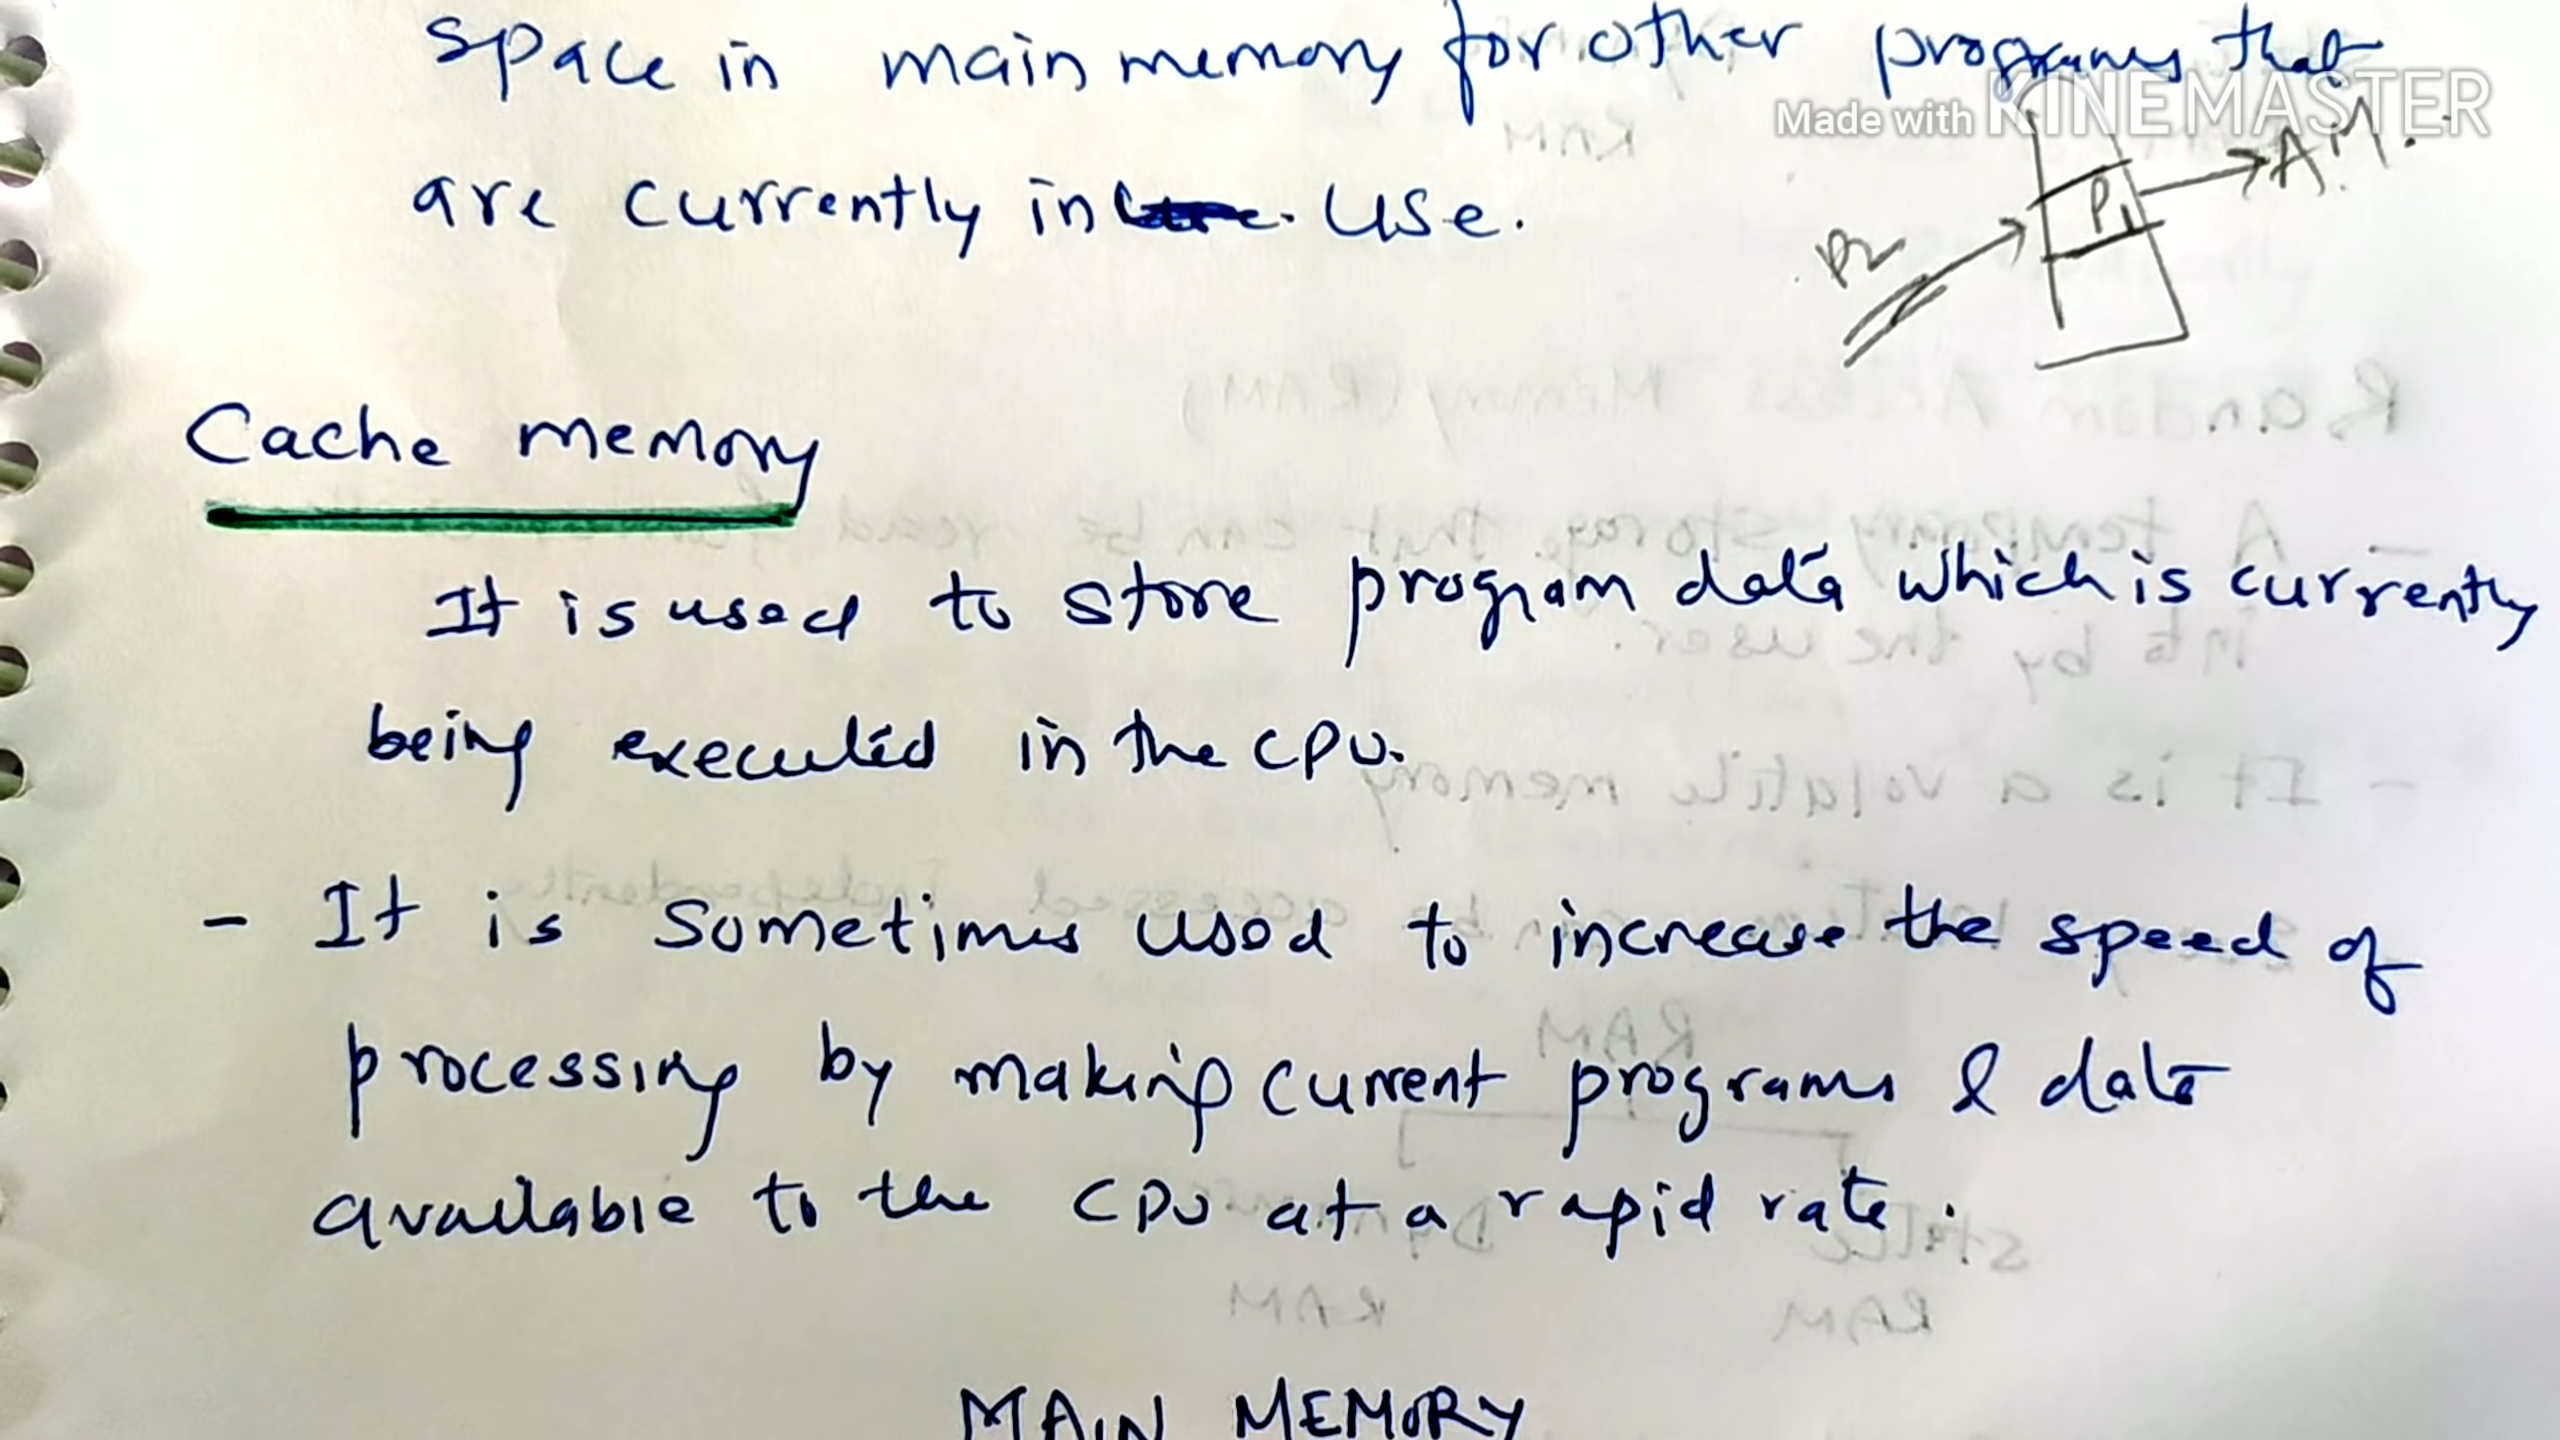 space in main memory for other programs that
Made with KINEMASTER
are currently in use.
P1
A.M.
P2
Cache memory
It is used to store program data which is currently
being executed in the CPU.
- It is sometimes used to increase the speed of
processing by making current programs & data
available to the CPU at a rapid rate.
MAIN MEMORY